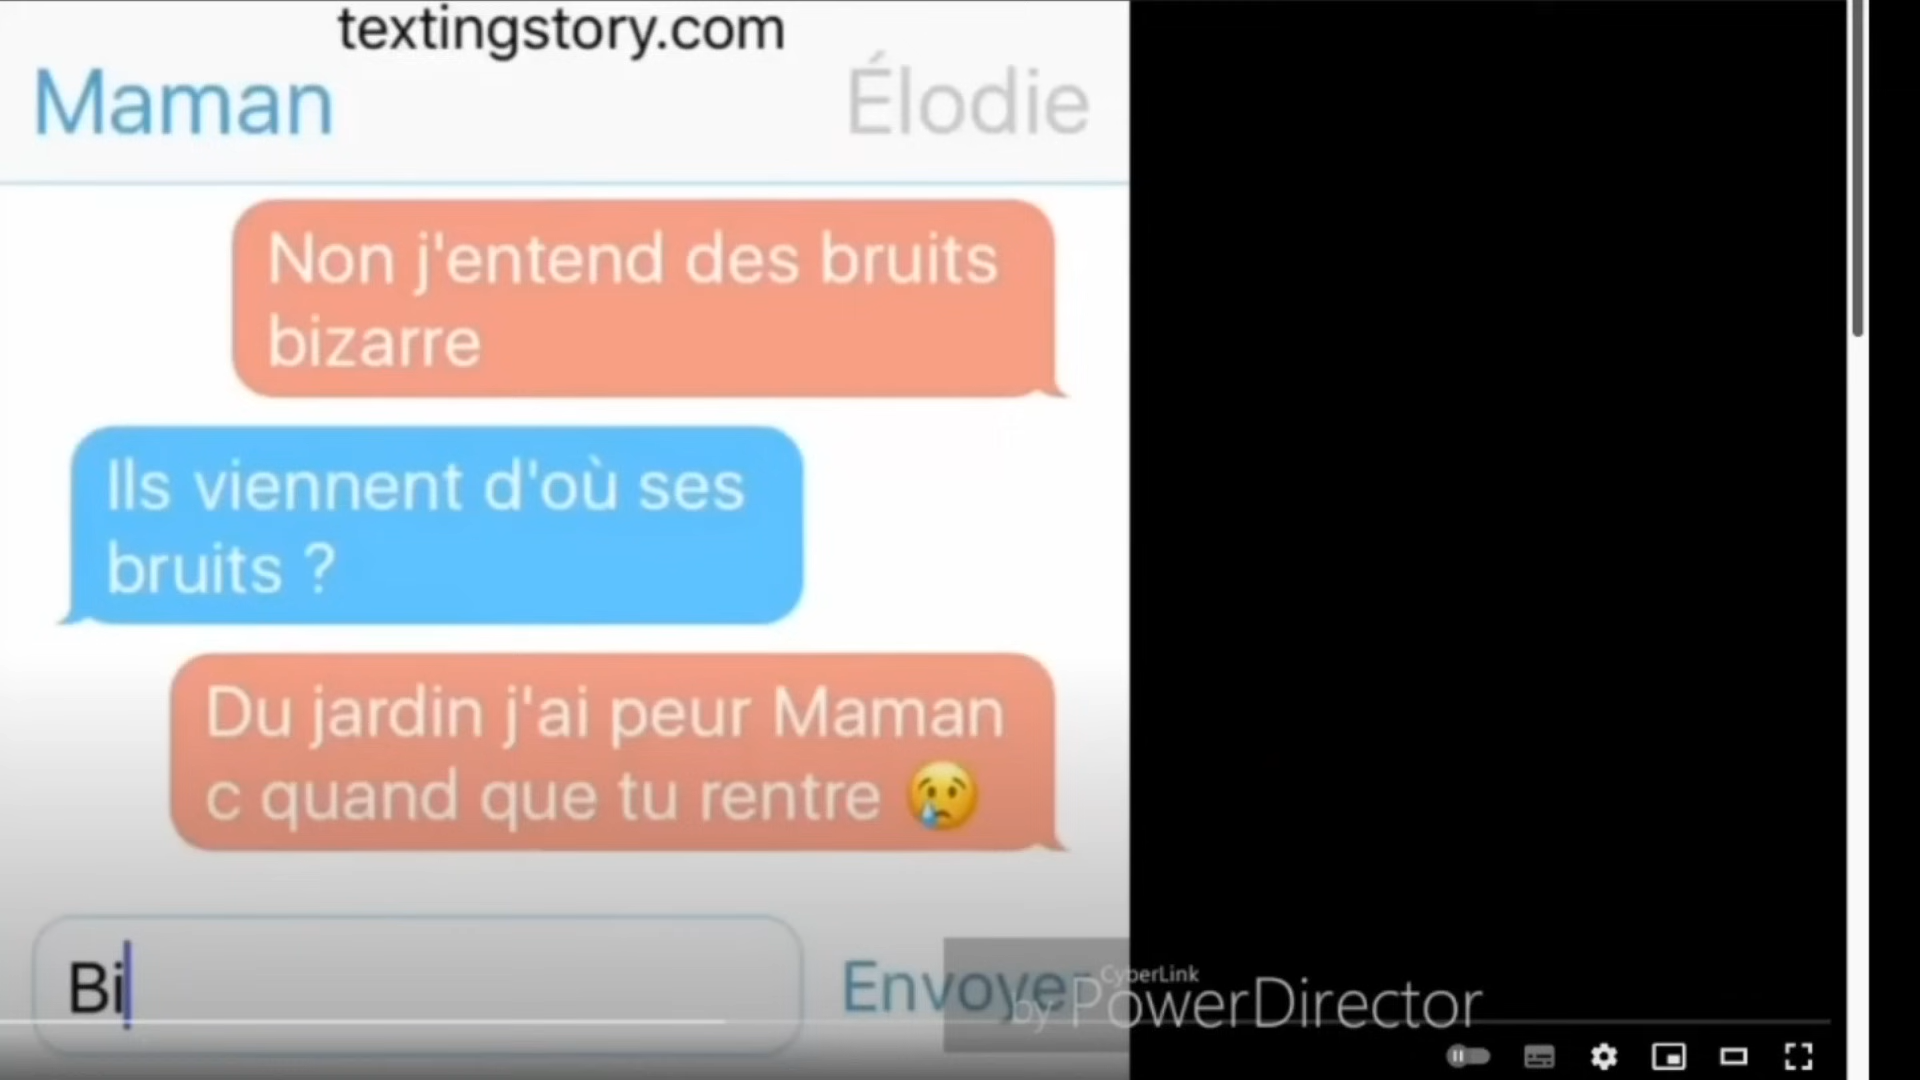 textingstory.com
Maman
Élodie
Non j'entend des bruits
bizarre
Ils viennent d'où ses
bruits ?
Du jardin j'ai peur Maman
c quand que tu rentre 😢
Bi
Envoyer
CyberLink
by PowerDirector